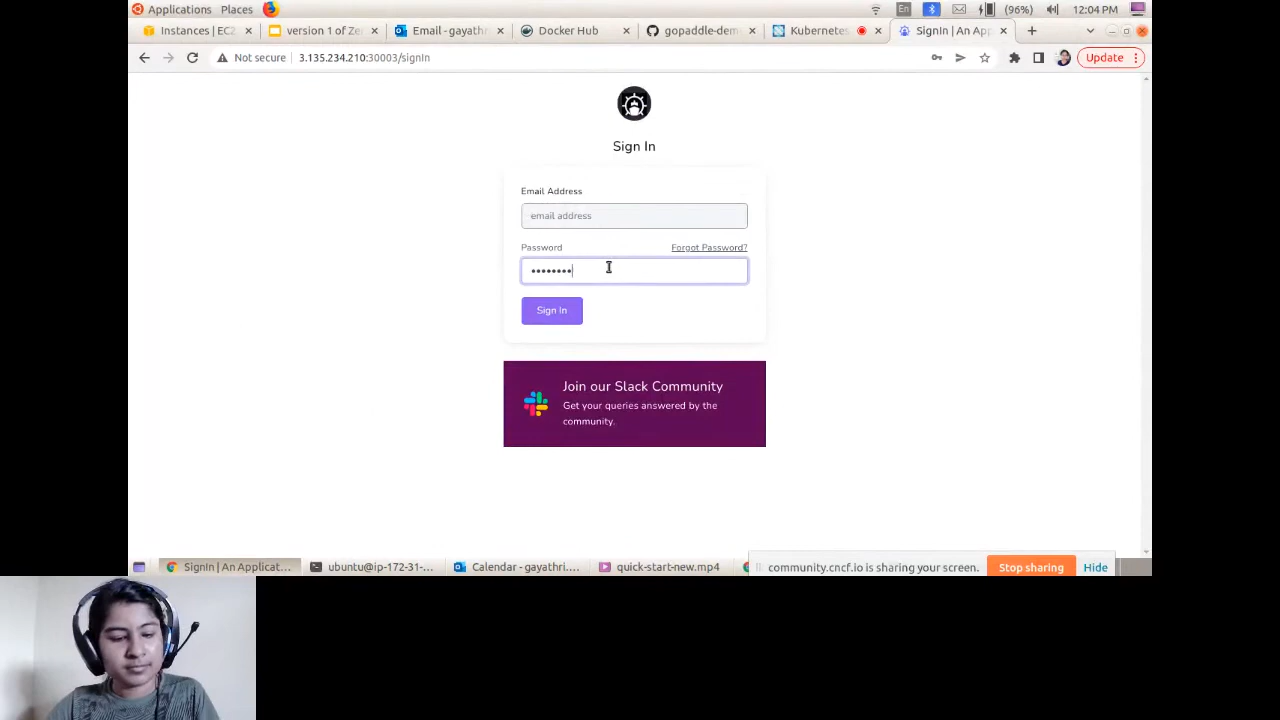 Applications Places En (96%) 12:04 PM
Instances | EC2 version 1 of Ze Email - gayathri Docker Hub gopaddle-dem Kubernetes SignIn | An App
Not secure 3.135.234.210:30003/signIn Update
Sign In
Email Address
email address
Password Forgot Password?
••••••••
Sign In
Join our Slack Community
Get your queries answered by the
community.
SignIn | An Applicat... ubuntu@ip-172-31-... Calendar - gayathri.... quick-start-new.mp4 community.cncf.io is sharing your screen. Stop sharing Hide